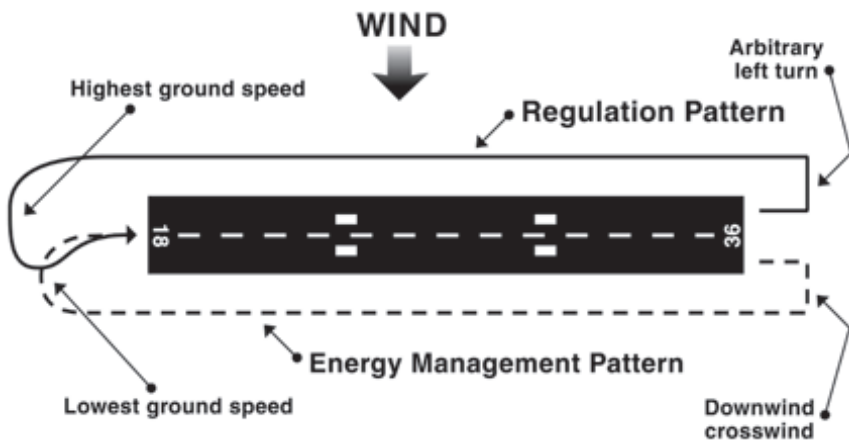 WIND
Arbitrary
left turn
Highest ground speed
Regulation Pattern
18
36
Energy Management Pattern
Lowest ground speed
Downwind
crosswind